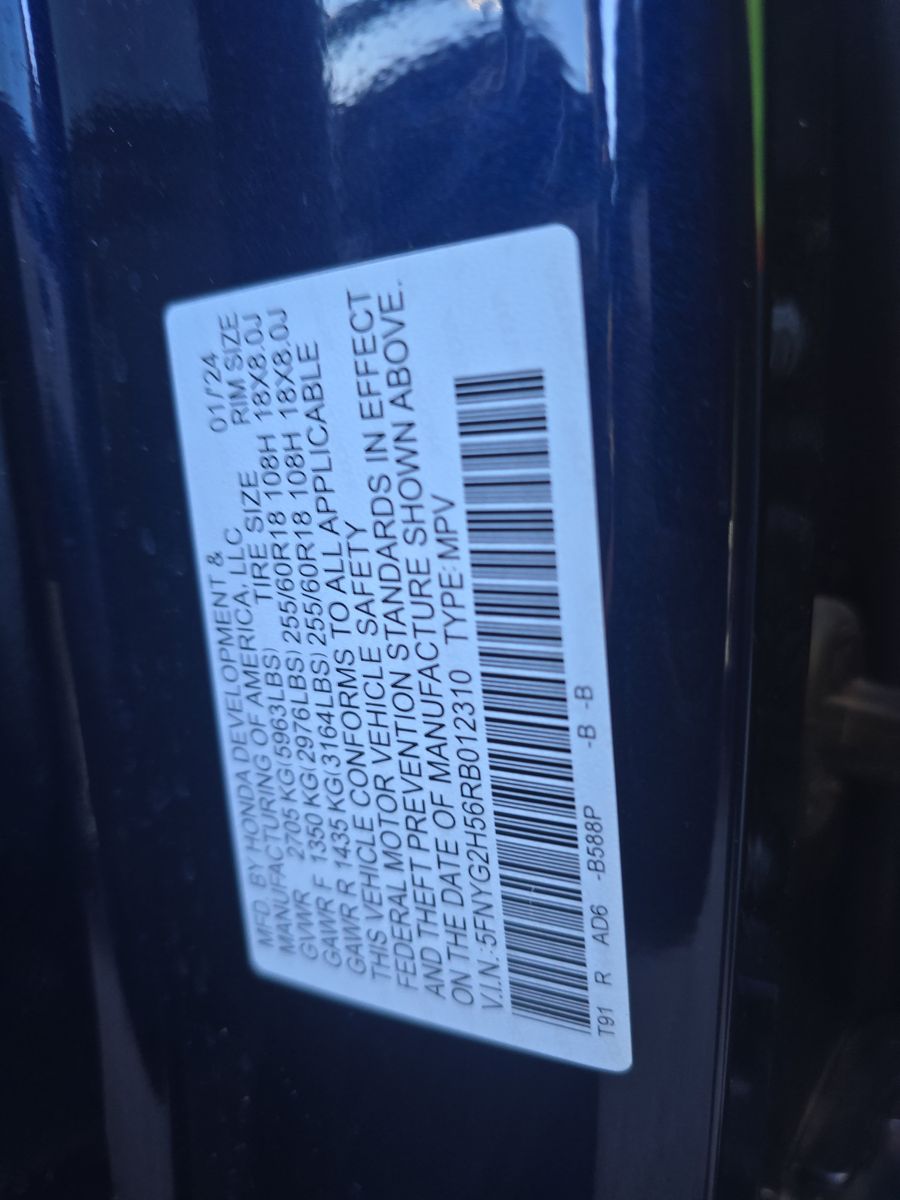 MFD. BY HONDA DEVELOPMENT &
MANUFACTURING OF AMERICA, LLC 01/'24
GVWR 2705 KG(5963LBS) TIRE SIZE RIM SIZE
GAWR F 1350 KG(2976LBS) 255/60R18 108H 18X8.0J
GAWR R 1435 KG(3164LBS) 255/60R18 108H 18X8.0J
THIS VEHICLE CONFORMS TO ALL APPLICABLE
FEDERAL MOTOR VEHICLE SAFETY
AND THEFT PREVENTION STANDARDS IN EFFECT
ON THE DATE OF MANUFACTURE SHOWN ABOVE.
V.I.N.:5FNYG2H56RB012310 TYPE:MPV
T91 R AD6 -B588P -B -B